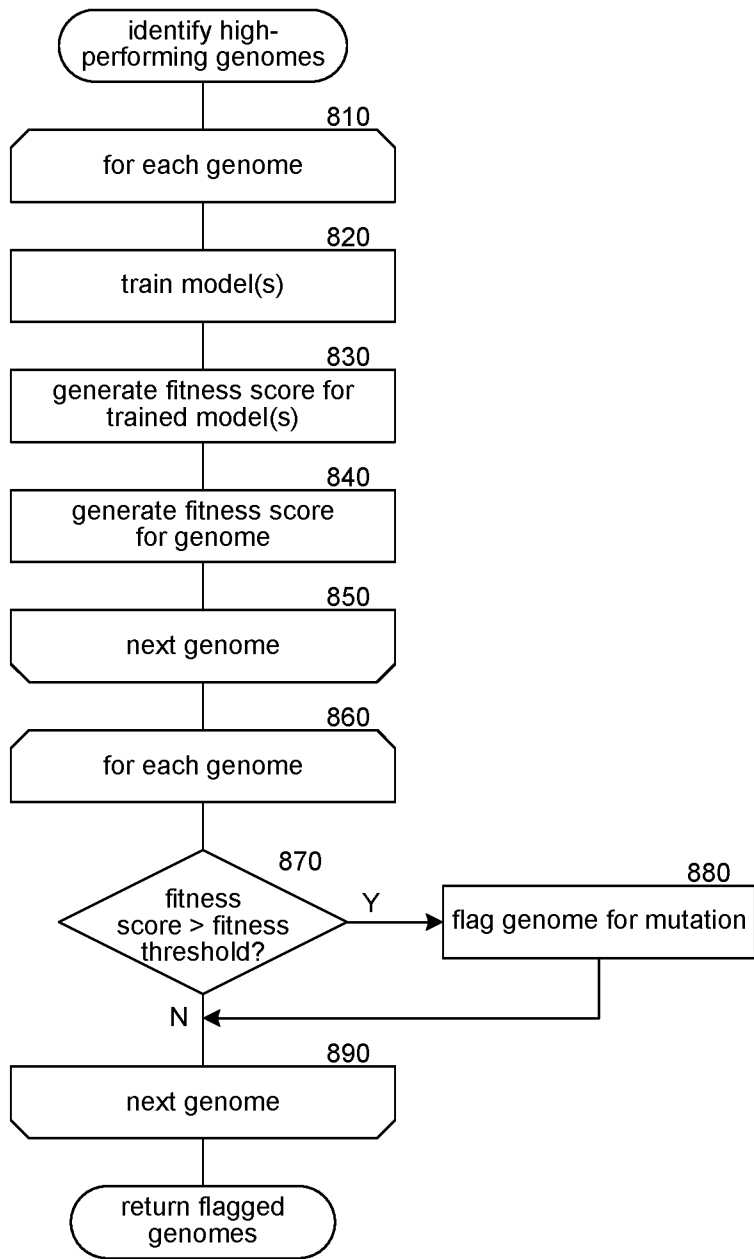 identify high-
performing genomes
810
for each genome
820
train model(s)
830
generate fitness score for
trained model(s)
840
generate fitness score
for genome
850
next genome
860
for each genome
870
fitness
score > fitness
threshold?
Y
880
flag genome for mutation
N
890
next genome
return flagged
genomes